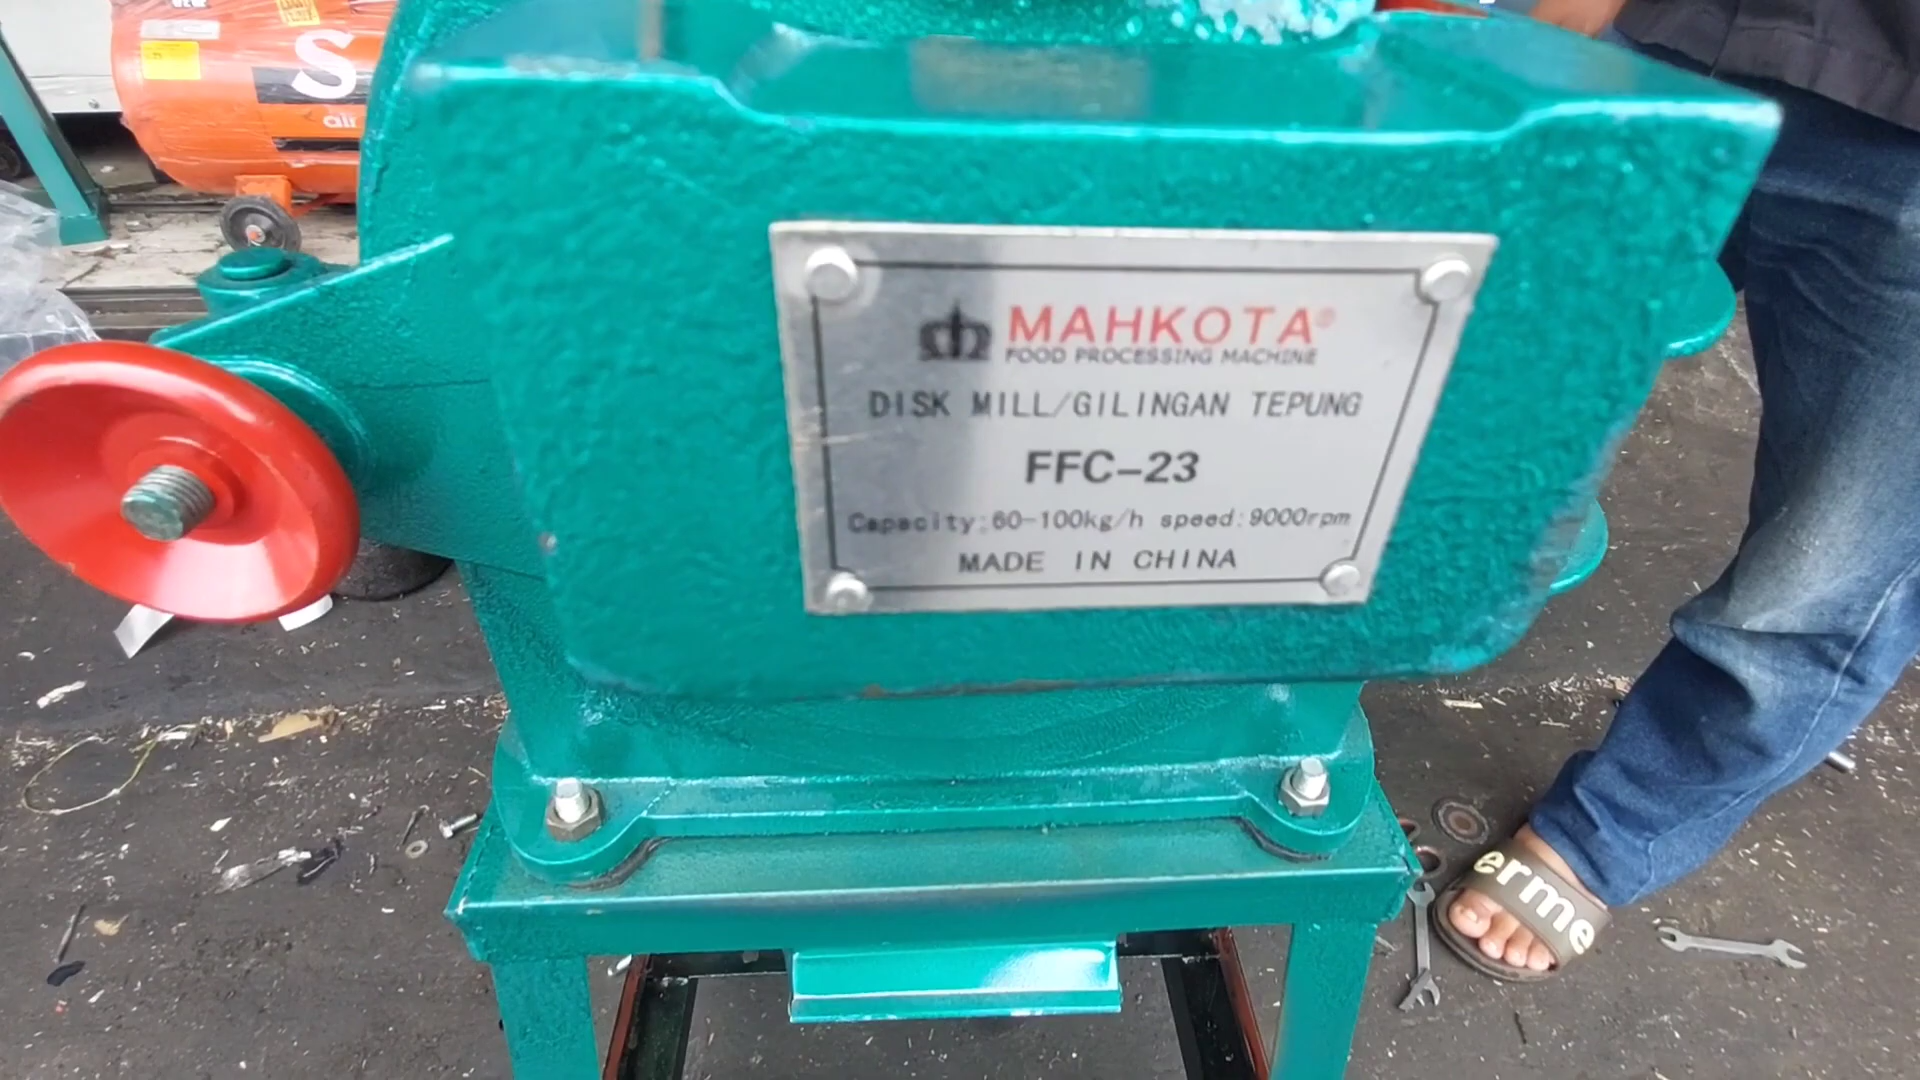 S
air
MAHKOTA®
FOOD PROCESSING MACHINE
DISK MILL/GILINGAN TEPUNG
FFC-23
Capacity:60-100kg/h speed:9000rpm
MADE IN CHINA
erme